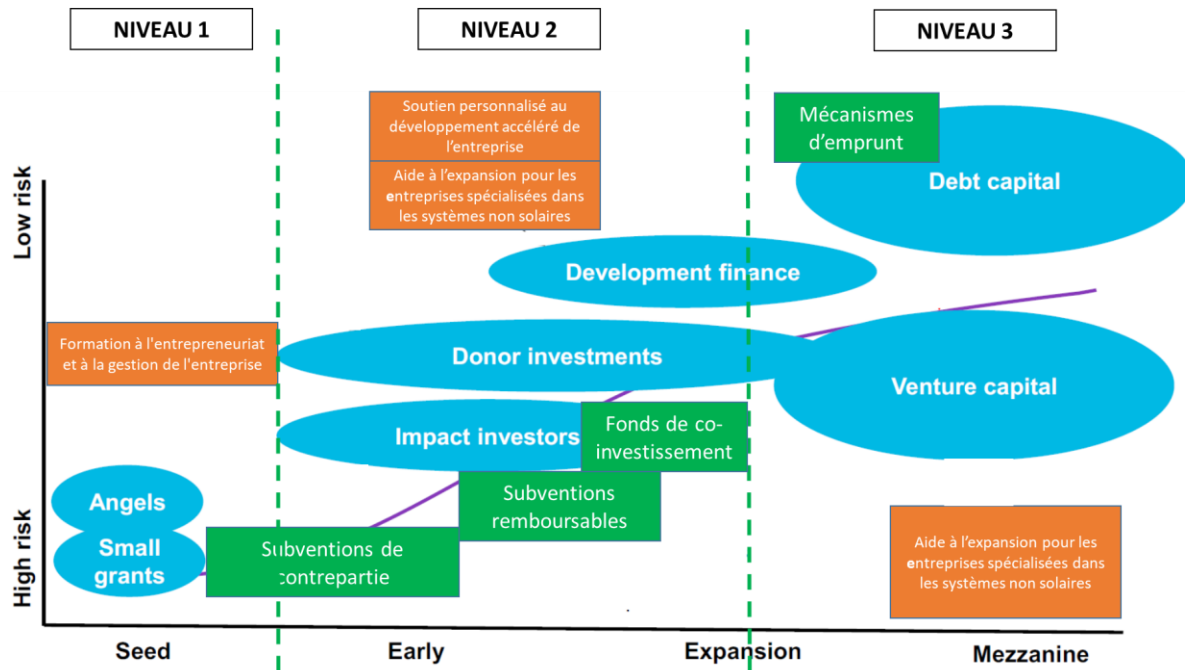 NIVEAU 1
NIVEAU 2
NIVEAU 3
Soutien personnalisé au
développement accéléré de
l’entreprise
Aide à l’expansion pour les
entreprises spécialisées dans
les systèmes non solaires
Mécanismes
d’emprunt
Debt capital
Low risk
Development finance
Formation à l'entrepreneuriat
et à la gestion de l'entreprise
Donor investments
Venture capital
Impact investors
Fonds de co-
investissement
Angels
Subventions
remboursables
Small
grants
Subventions de
contrepartie
Aide à l’expansion pour les
entreprises spécialisées dans
les systèmes non solaires
High risk
Seed
Early
Expansion
Mezzanine